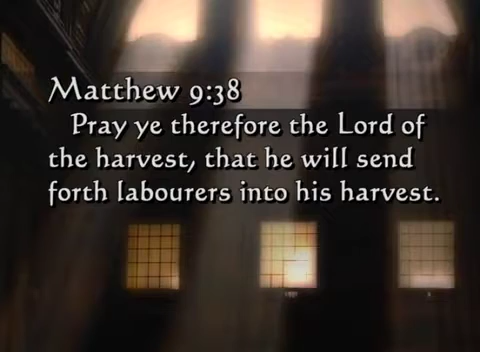 Matthew 9:38
Pray ye therefore the Lord of
the harvest, that he will send
forth labourers into his harvest.